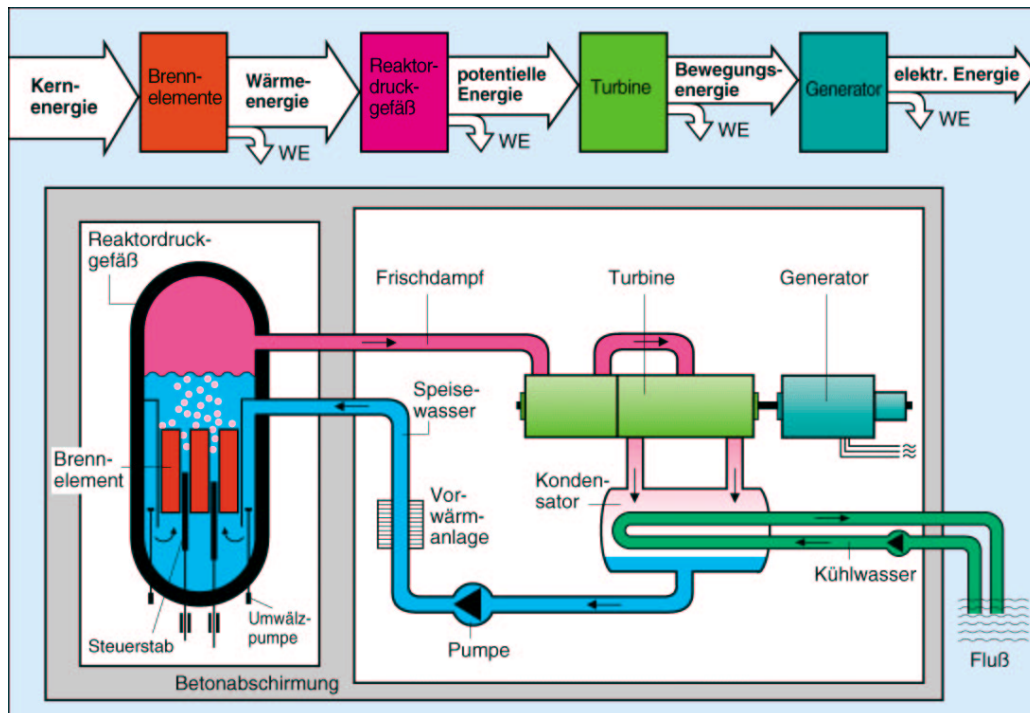 Kern-
energie
Brenn-
elemente
Wärme-
energie
WE
Reaktor-
druck-
gefäß
potentielle
Energie
WE
Turbine
Bewegungs-
energie
WE
Generator
elektr. Energie
WE
Reaktordruck-
gefäß
Frischdampf
Turbine
Generator
Speise-
wasser
Brenn-
element
Vor-
wärm-
anlage
Konden-
sator
Kühlwasser
Umwälz-
pumpe
Steuerstab
Pumpe
Fluß
Betonabschirmung